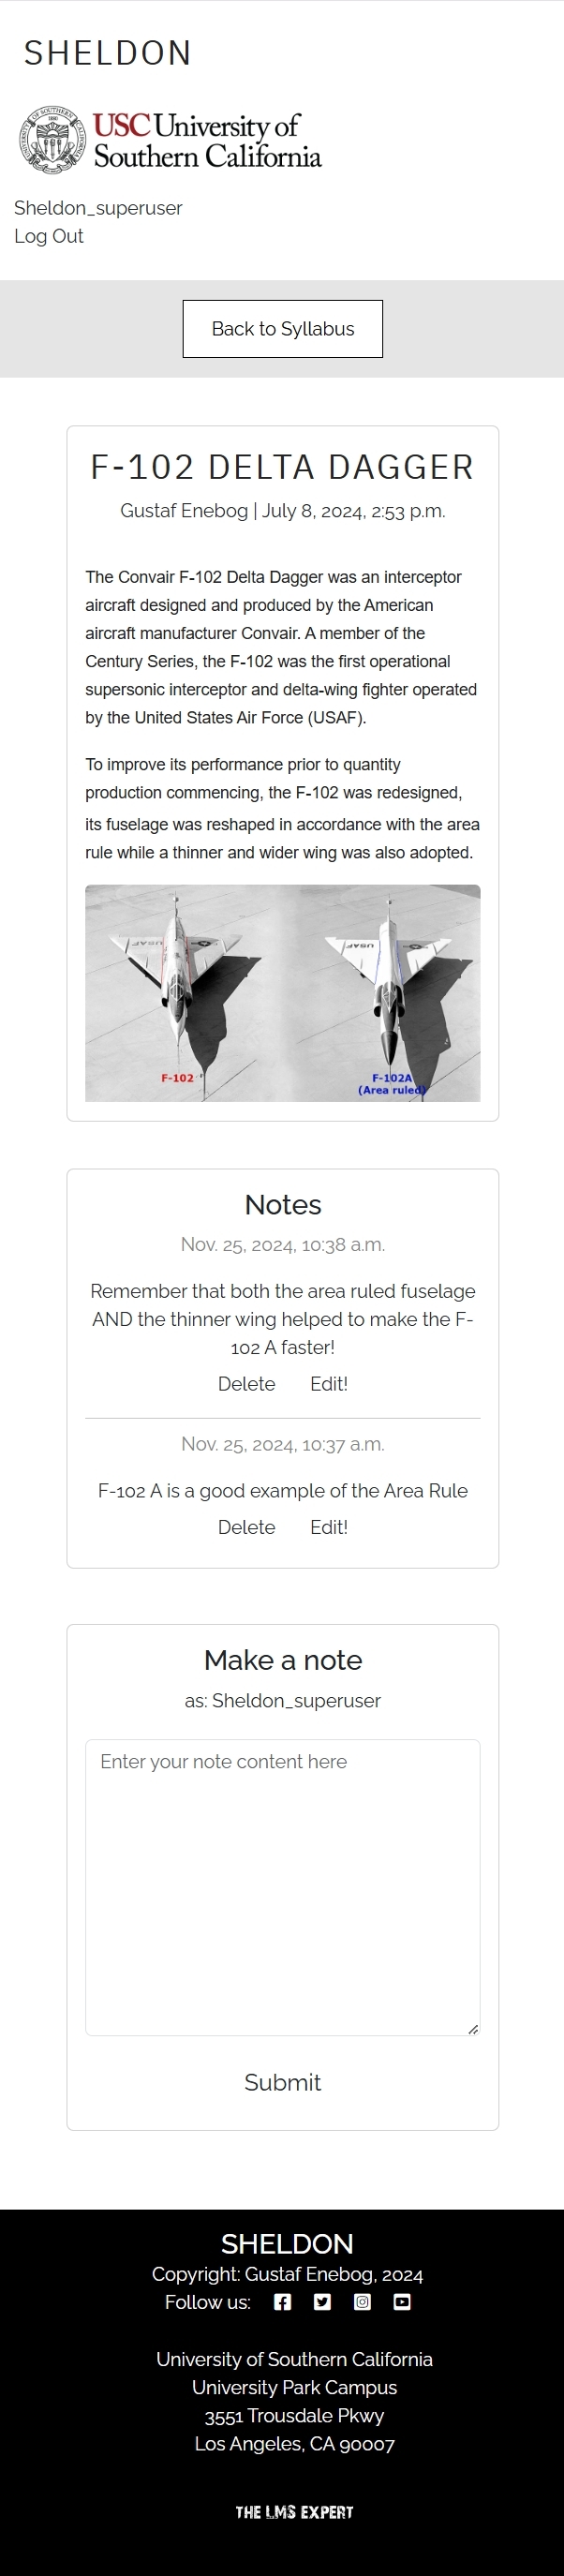 SHELDON
USC University of
Southern California
Sheldon_superuser
Log Out
Back to Syllabus
F-102 DELTA DAGGER
Gustaf Enebog | July 8, 2024, 2:53 p.m.
The Convair F-102 Delta Dagger was an interceptor
aircraft designed and produced by the American
aircraft manufacturer Convair. A member of the
Century Series, the F-102 was the first operational
supersonic interceptor and delta-wing fighter operated
by the United States Air Force (USAF).
To improve its performance prior to quantity
production commencing, the F-102 was redesigned,
its fuselage was reshaped in accordance with the area
rule while a thinner and wider wing was also adopted.
USAF
USAF
F-102
F-102A
(Area ruled)
Notes
Nov. 25, 2024, 10:38 a.m.
Remember that both the area ruled fuselage
AND the thinner wing helped to make the F-
102 A faster!
Delete Edit!
Nov. 25, 2024, 10:37 a.m.
F-102 A is a good example of the Area Rule
Delete Edit!
Make a note
as: Sheldon_superuser
Enter your note content here
Submit
SHELDON
Copyright: Gustaf Enebog, 2024
Follow us:
University of Southern California
University Park Campus
3551 Trousdale Pkwy
Los Angeles, CA 90007
THE LMS EXPERT